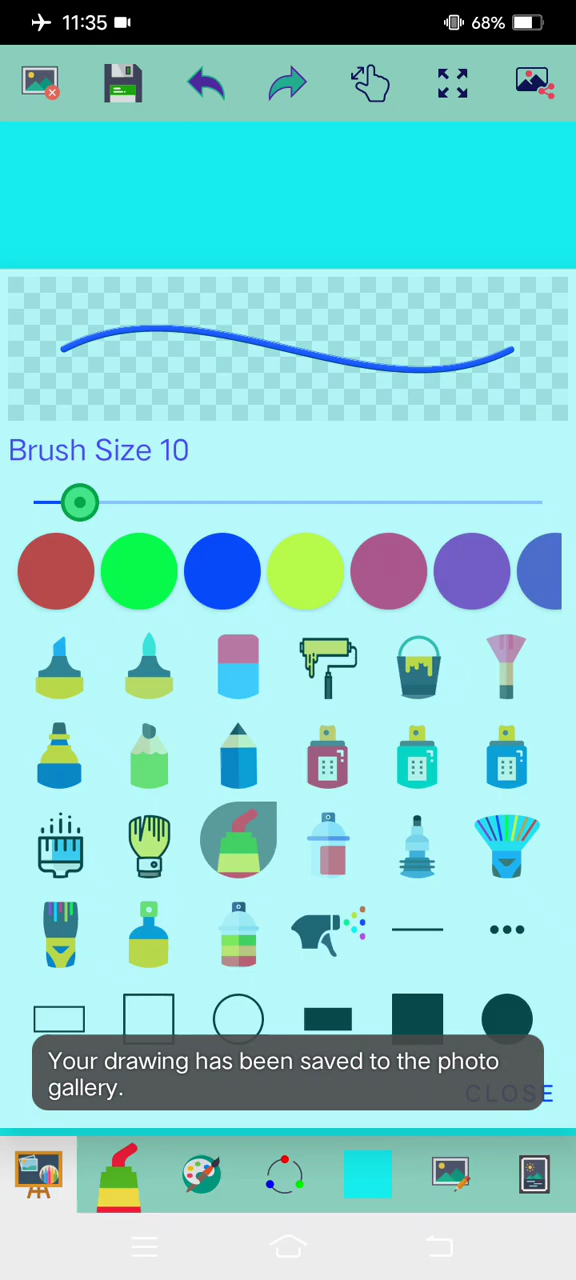 11:35
68%
Brush Size 10
Your drawing has been saved to the photo
gallery.
CLOSE